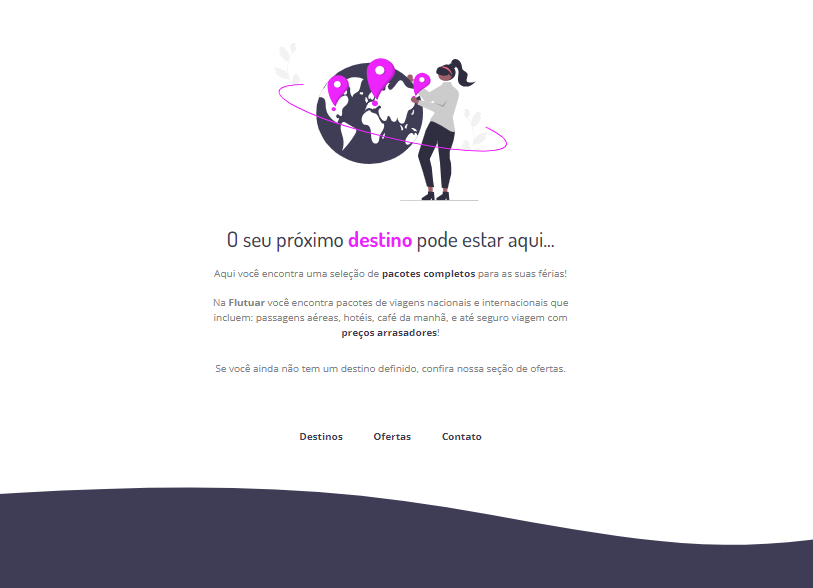 O seu próximo destino pode estar aqui...
Aqui você encontra uma seleção de pacotes completos para as suas férias!
Na Flutuar você encontra pacotes de viagens nacionais e internacionais que
incluem: passagens aéreas, hotéis, café da manhã, e até seguro viagem com
preços arrasadores!
Se você ainda não tem um destino definido, confira nossa seção de ofertas.
Destinos Ofertas Contato